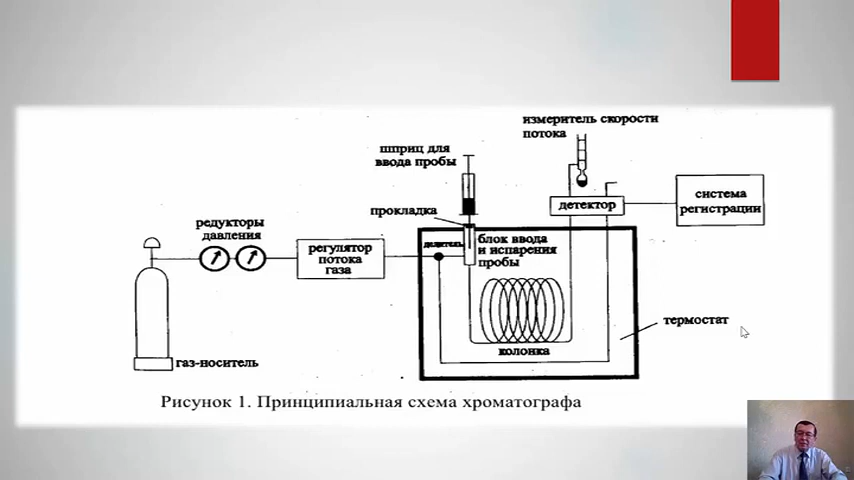 измеритель скорости
потока
шприц для
ввода пробы
прокладка
детектор
система
регистрации
редукторы
давления
регулятор
потока
газа
делитель
блок ввода
и испарения
пробы
термостат
колонка
газ-носитель
Рисунок 1. Принципиальная схема хроматографа